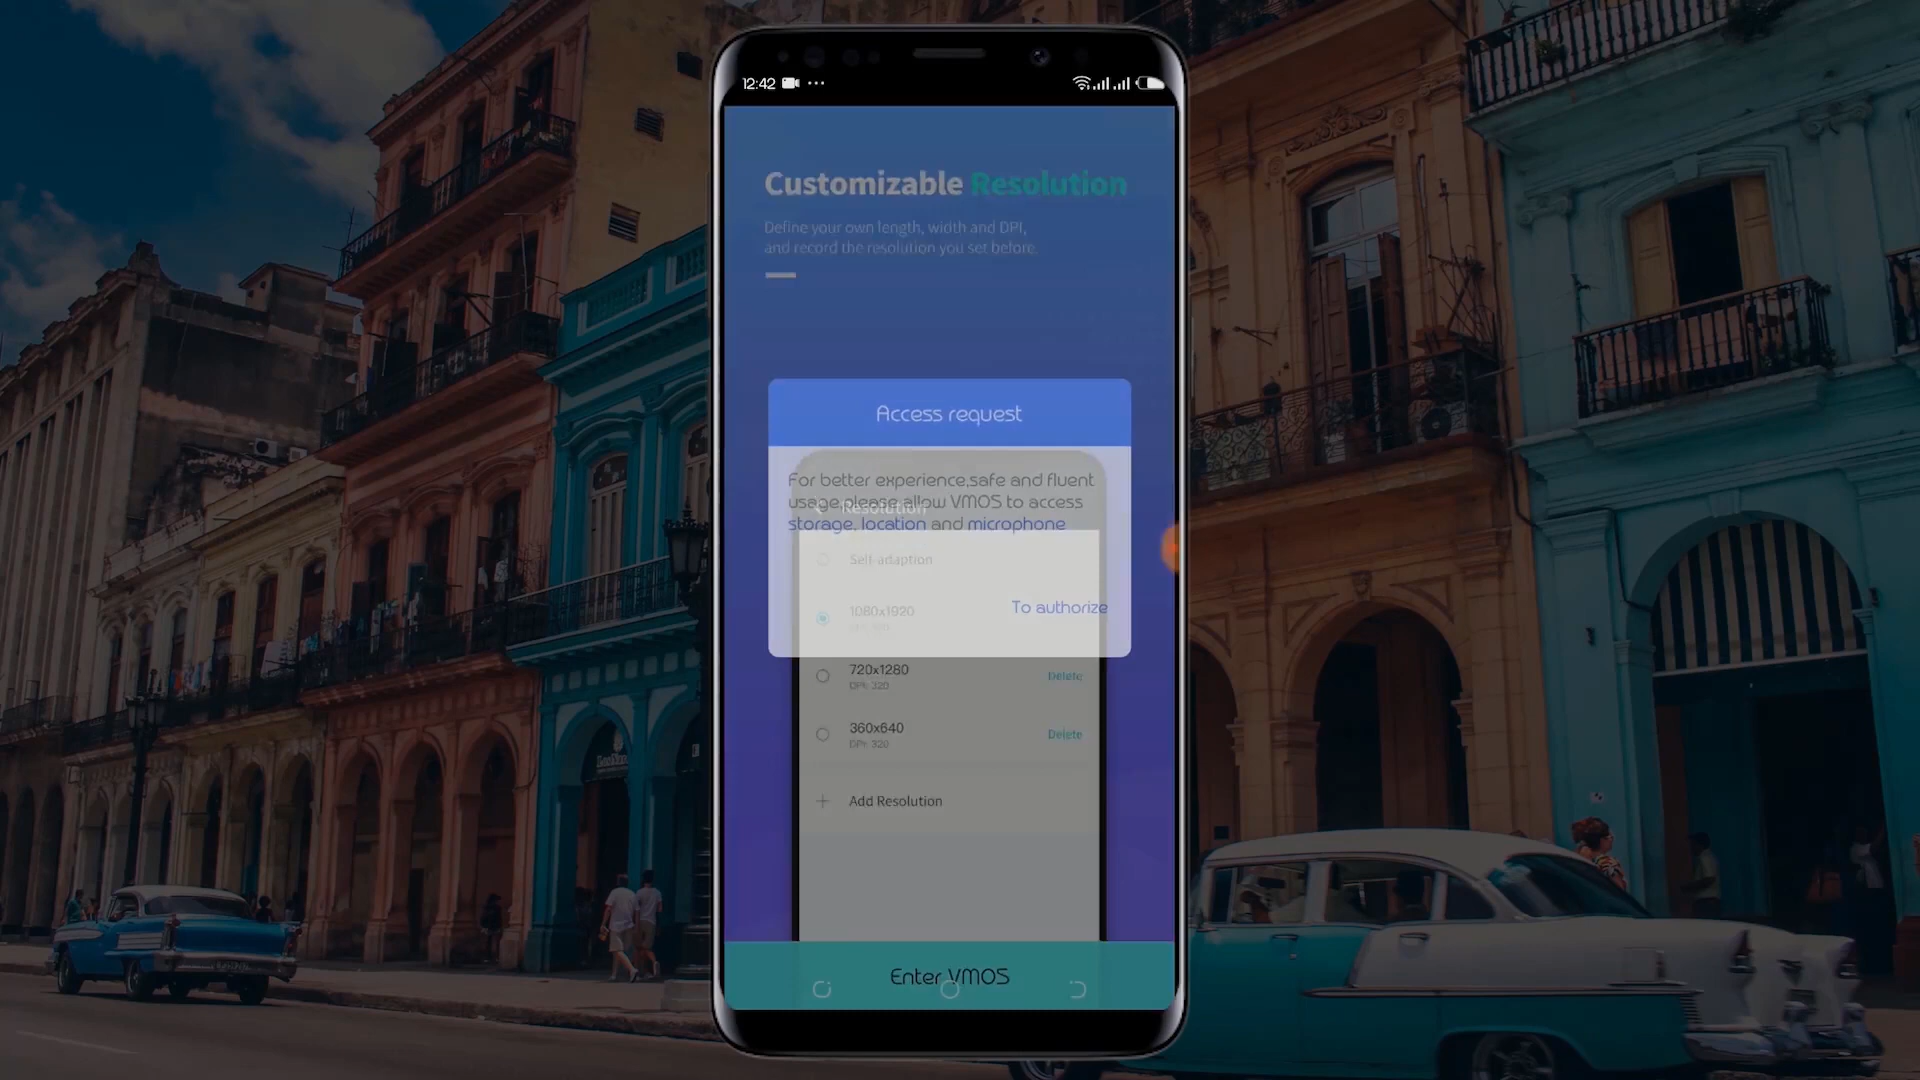 12:42
Customizable Resolution
Define your own length, width and DPI,
and record the resolution you set before.
Access request
For better experience,safe and fluent
usage,please allow VMOS to access
storage, location and microphone
Resolution
Self-adaption
1080x1920
To authorize
720x1280
DPI: 320
Delete
360x640
DPI: 320
Delete
Add Resolution
Enter VMOS